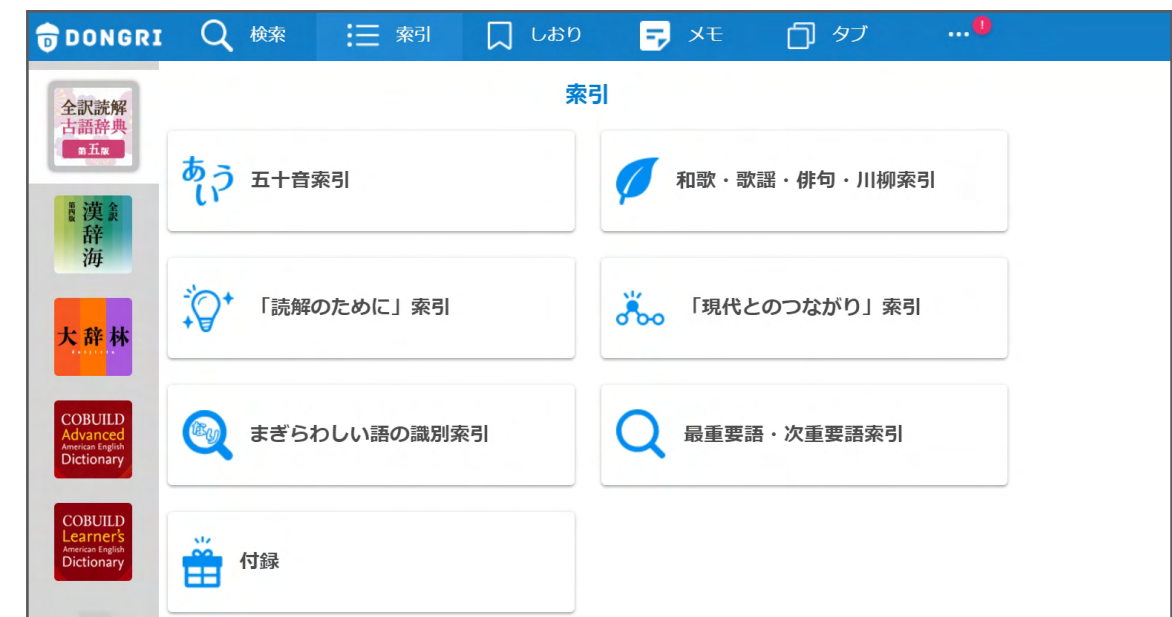 DONGRI 検索 索引 しおり メモ タブ ... !
索引
全訳読解
古語辞典
第五版
あいう 五十音索引
和歌・歌謡・俳句・川柳索引
全訳
漢辞海
第四版
「読解のために」索引
「現代とのつながり」索引
大辞林
まぎらわしい語の識別索引
最重要語・次重要語索引
COBUILD
Advanced
American English
Dictionary
COBUILD
Learner's
American English
Dictionary
付録